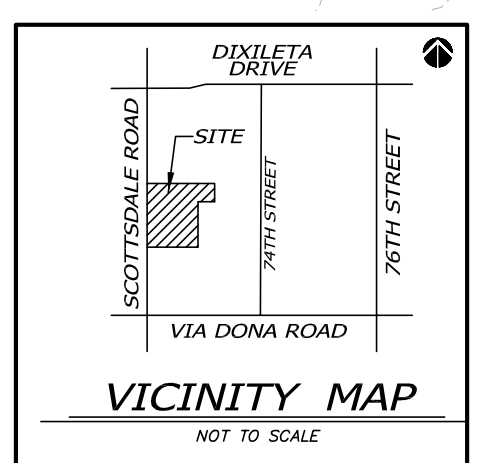 DIXILETA
DRIVE
SCOTTSDALE ROAD
SITE
74TH STREET
76TH STREET
VIA DONA ROAD
VICINITY MAP
NOT TO SCALE